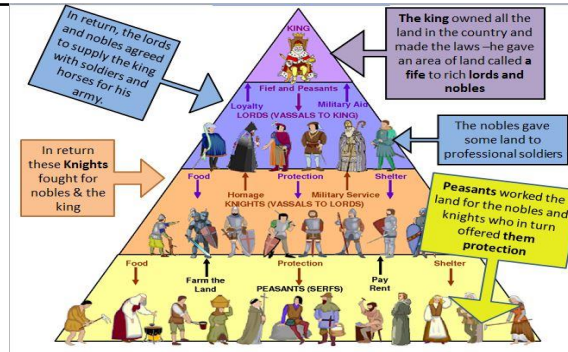 In return, the lords
and nobles agreed
to supply the king
with soldiers and
horses for his
army.
The king owned all the
land in the country and
made the laws –he gave
an area of land called a
fife to rich lords and
nobles
KING
Fief and Peasants
Loyalty
Military Aid
LORDS (VASSALS TO KING)
The nobles gave
some land to
professional soldiers
In return
these Knights
fought for
nobles & the
king
Food
Protection
Shelter
Homage
Military Service
KNIGHTS (VASSALS TO LORDS)
Peasants worked the
land for the nobles and
knights who in turn
offered them
protection
Food
Protection
Shelter
Farm the
Land
Pay
Rent
PEASANTS (SERFS)